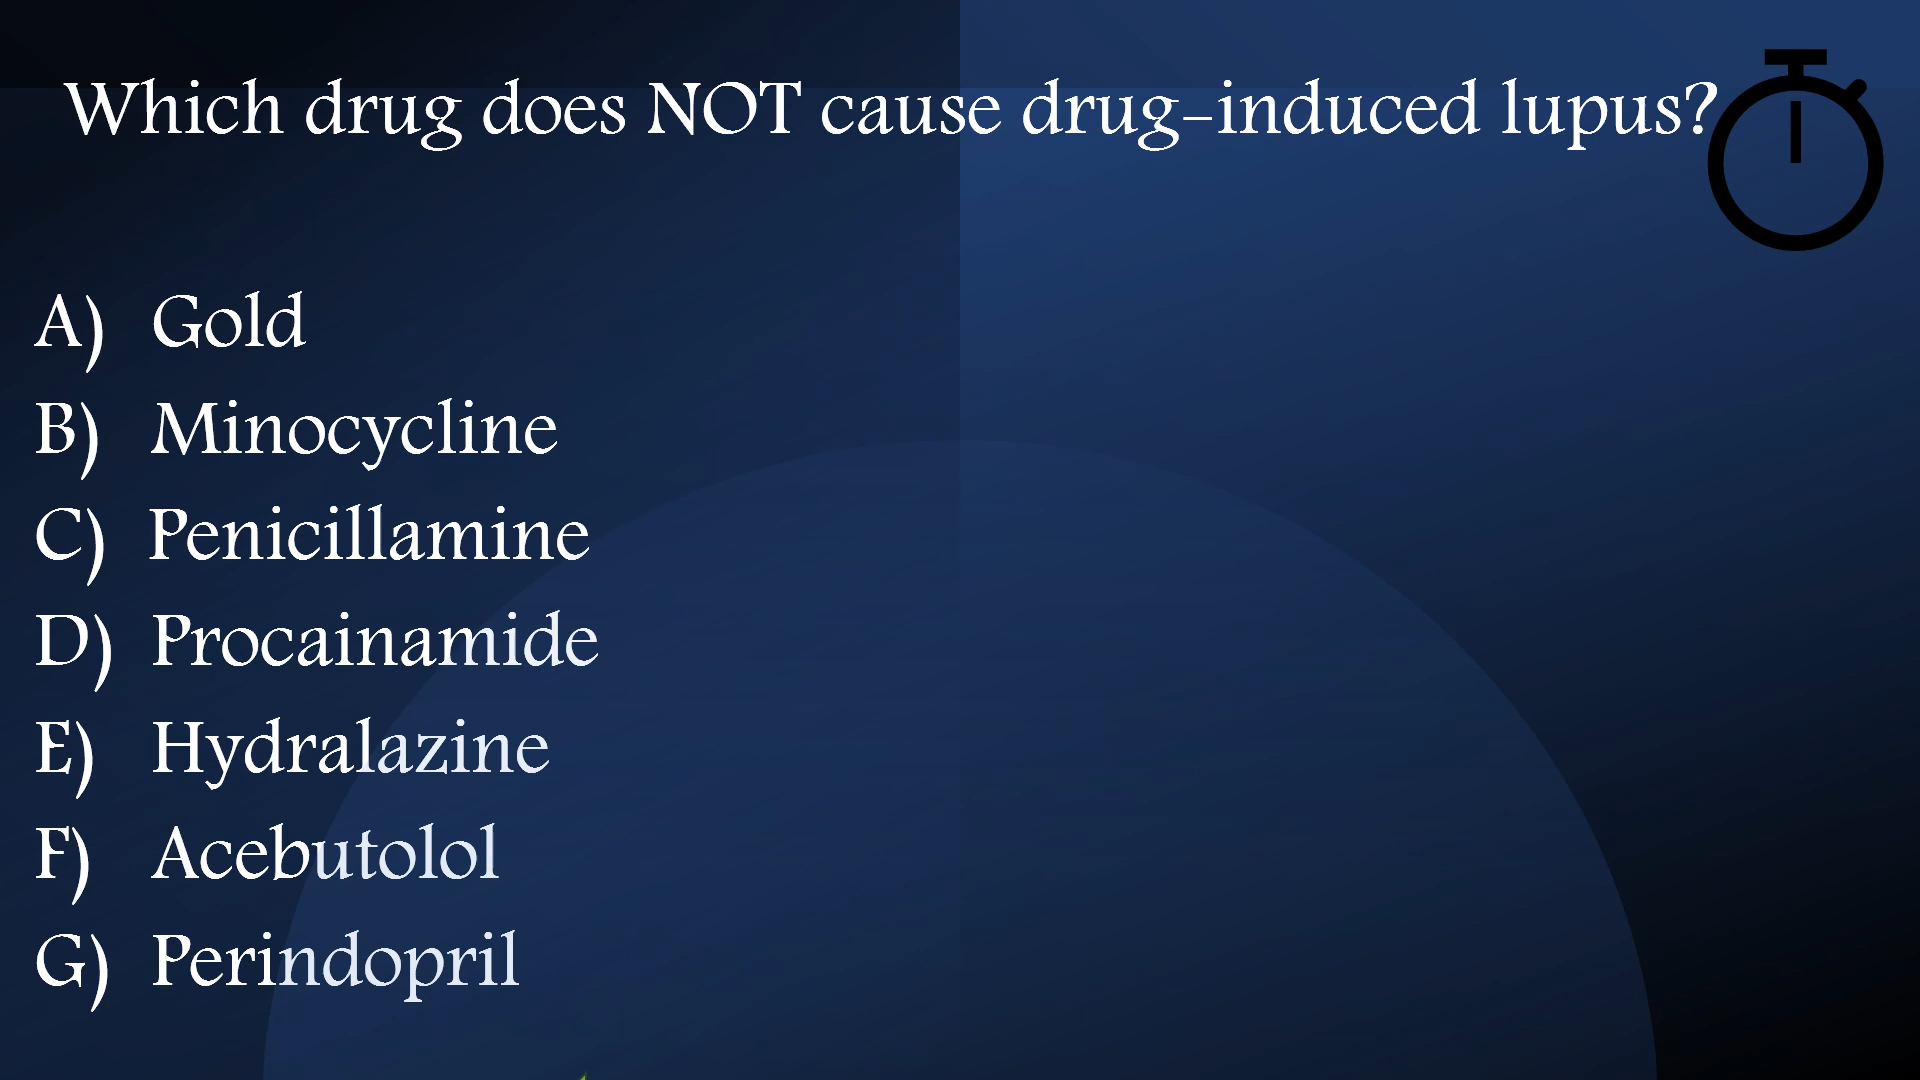 Which drug does NOT cause drug-induced lupus?
A) Gold
B) Minocycline
C) Penicillamine
D) Procainamide
E) Hydralazine
F) Acebutolol
G) Perindopril